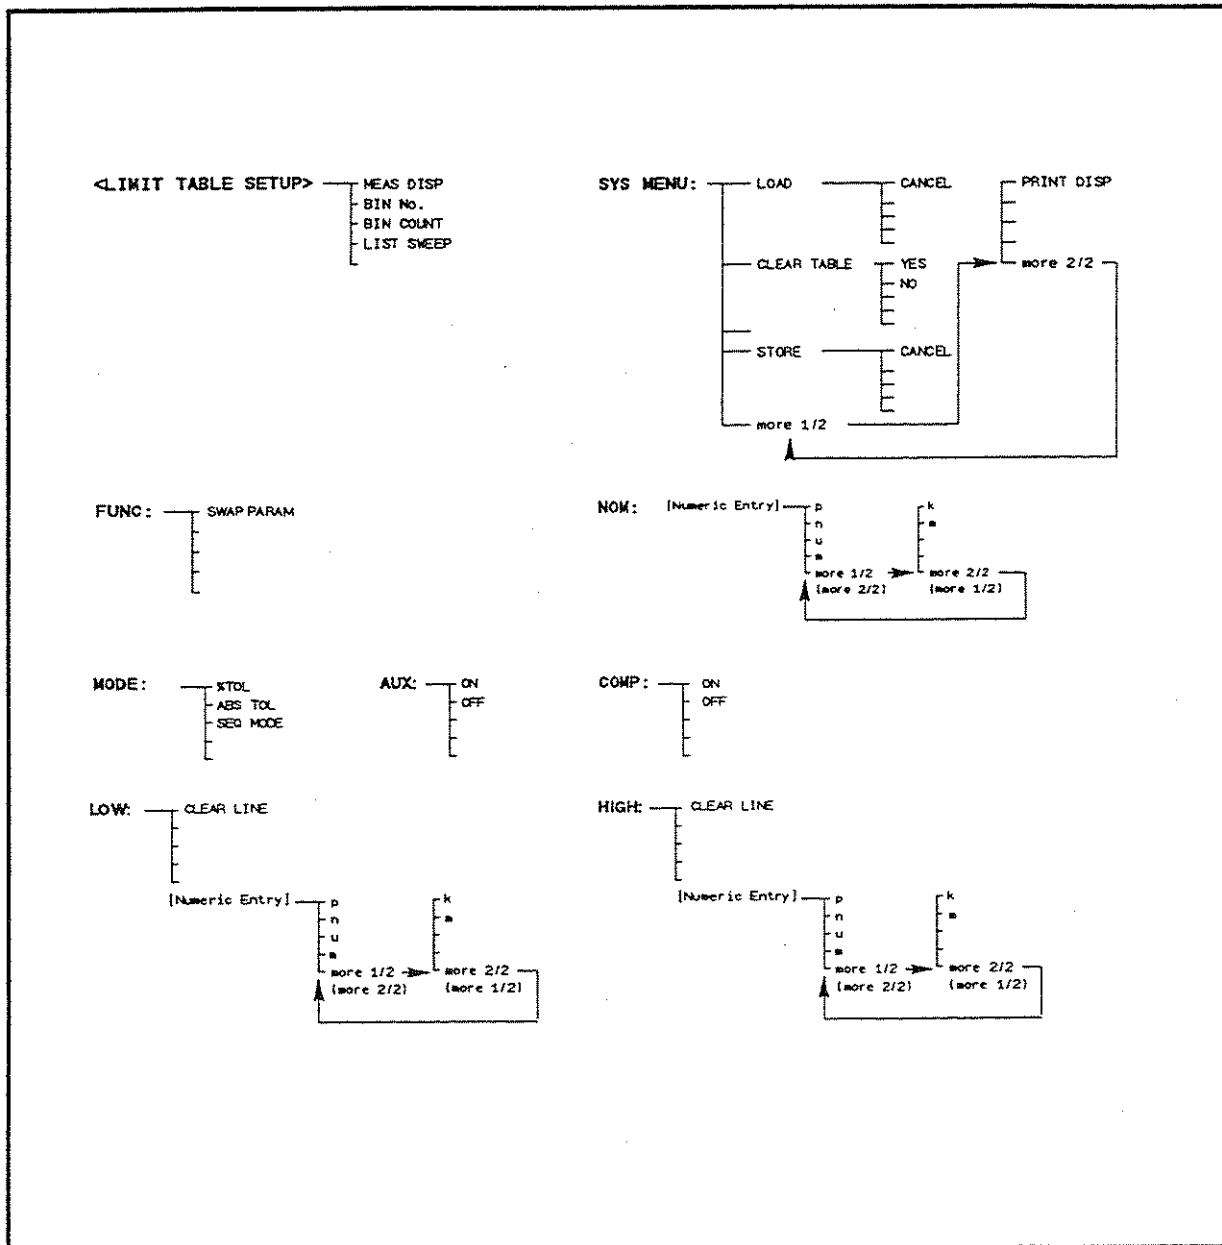 <LIMIT TABLE SETUP>
MEAS DISP
BIN No.
BIN COUNT
LIST SWEEP
SYS MENU:
LOAD
CANCEL
PRINT DISP
more 2/2
CLEAR TABLE
YES
NO
STORE
CANCEL
more 1/2
FUNC:
SWAP PARAM
NOM:
[Numeric Entry]
p
n
u
m
more 1/2
(more 2/2)
k
m
more 2/2
(more 1/2)
MODE:
%TOL
ABS TOL
SEQ MODE
AUX:
ON
OFF
COMP:
ON
OFF
LOW:
CLEAR LINE
[Numeric Entry]
p
n
u
m
more 1/2
(more 2/2)
k
m
more 2/2
(more 1/2)
HIGH:
CLEAR LINE
[Numeric Entry]
p
n
u
m
more 1/2
(more 2/2)
k
m
more 2/2
(more 1/2)